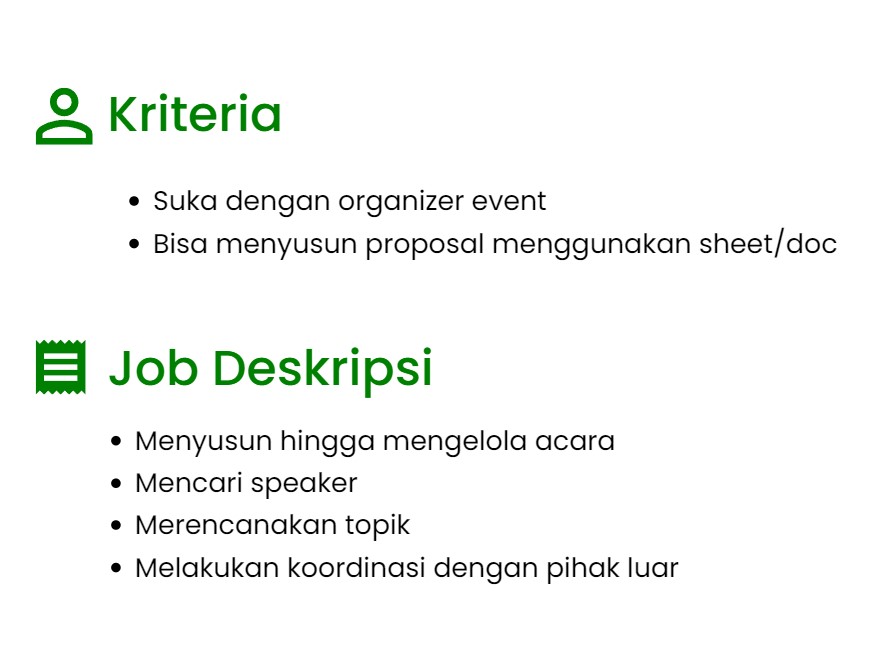 Kriteria
• Suka dengan organizer event
• Bisa menyusun proposal menggunakan sheet/doc
Job Deskripsi
• Menyusun hingga mengelola acara
• Mencari speaker
• Merencanakan topik
• Melakukan koordinasi dengan pihak luar